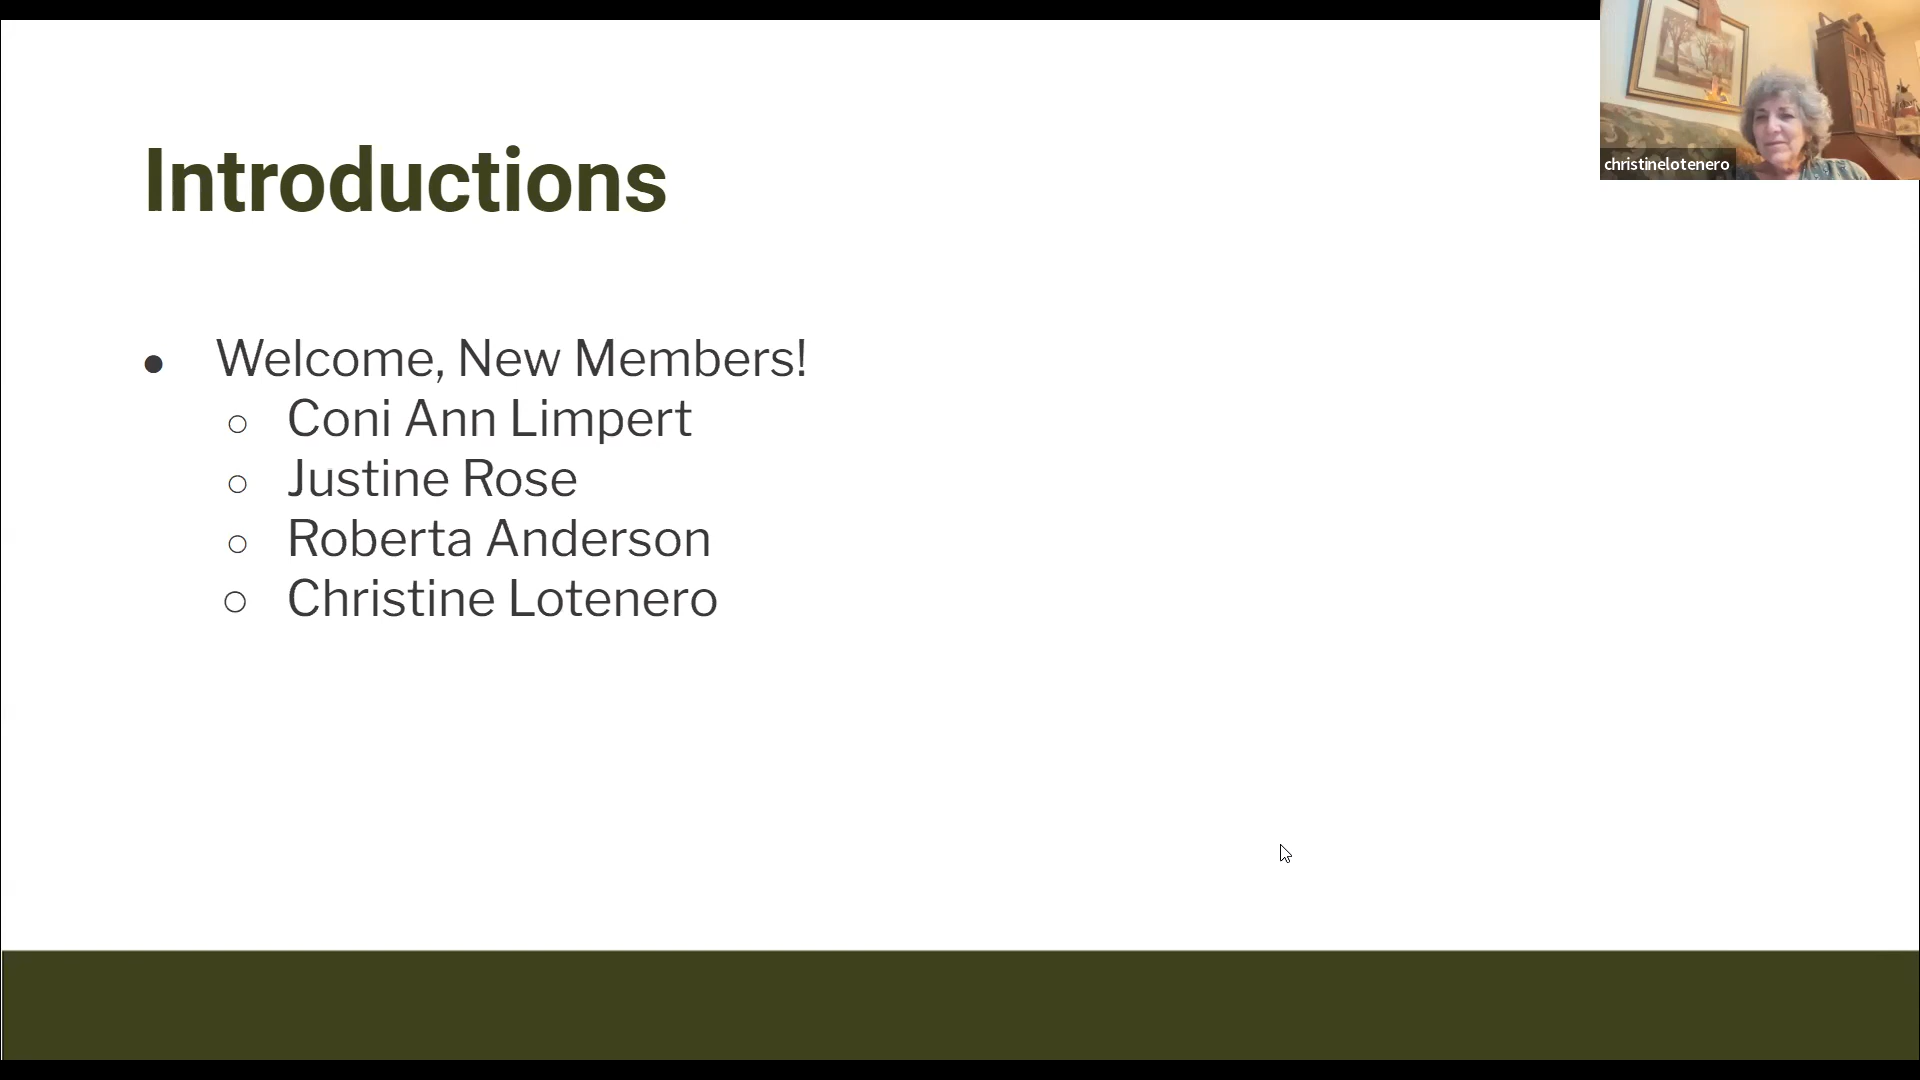 Introductions
● Welcome, New Members!
○ Coni Ann Limpert
○ Justine Rose
○ Roberta Anderson
○ Christine Lotenero
christinelotenero